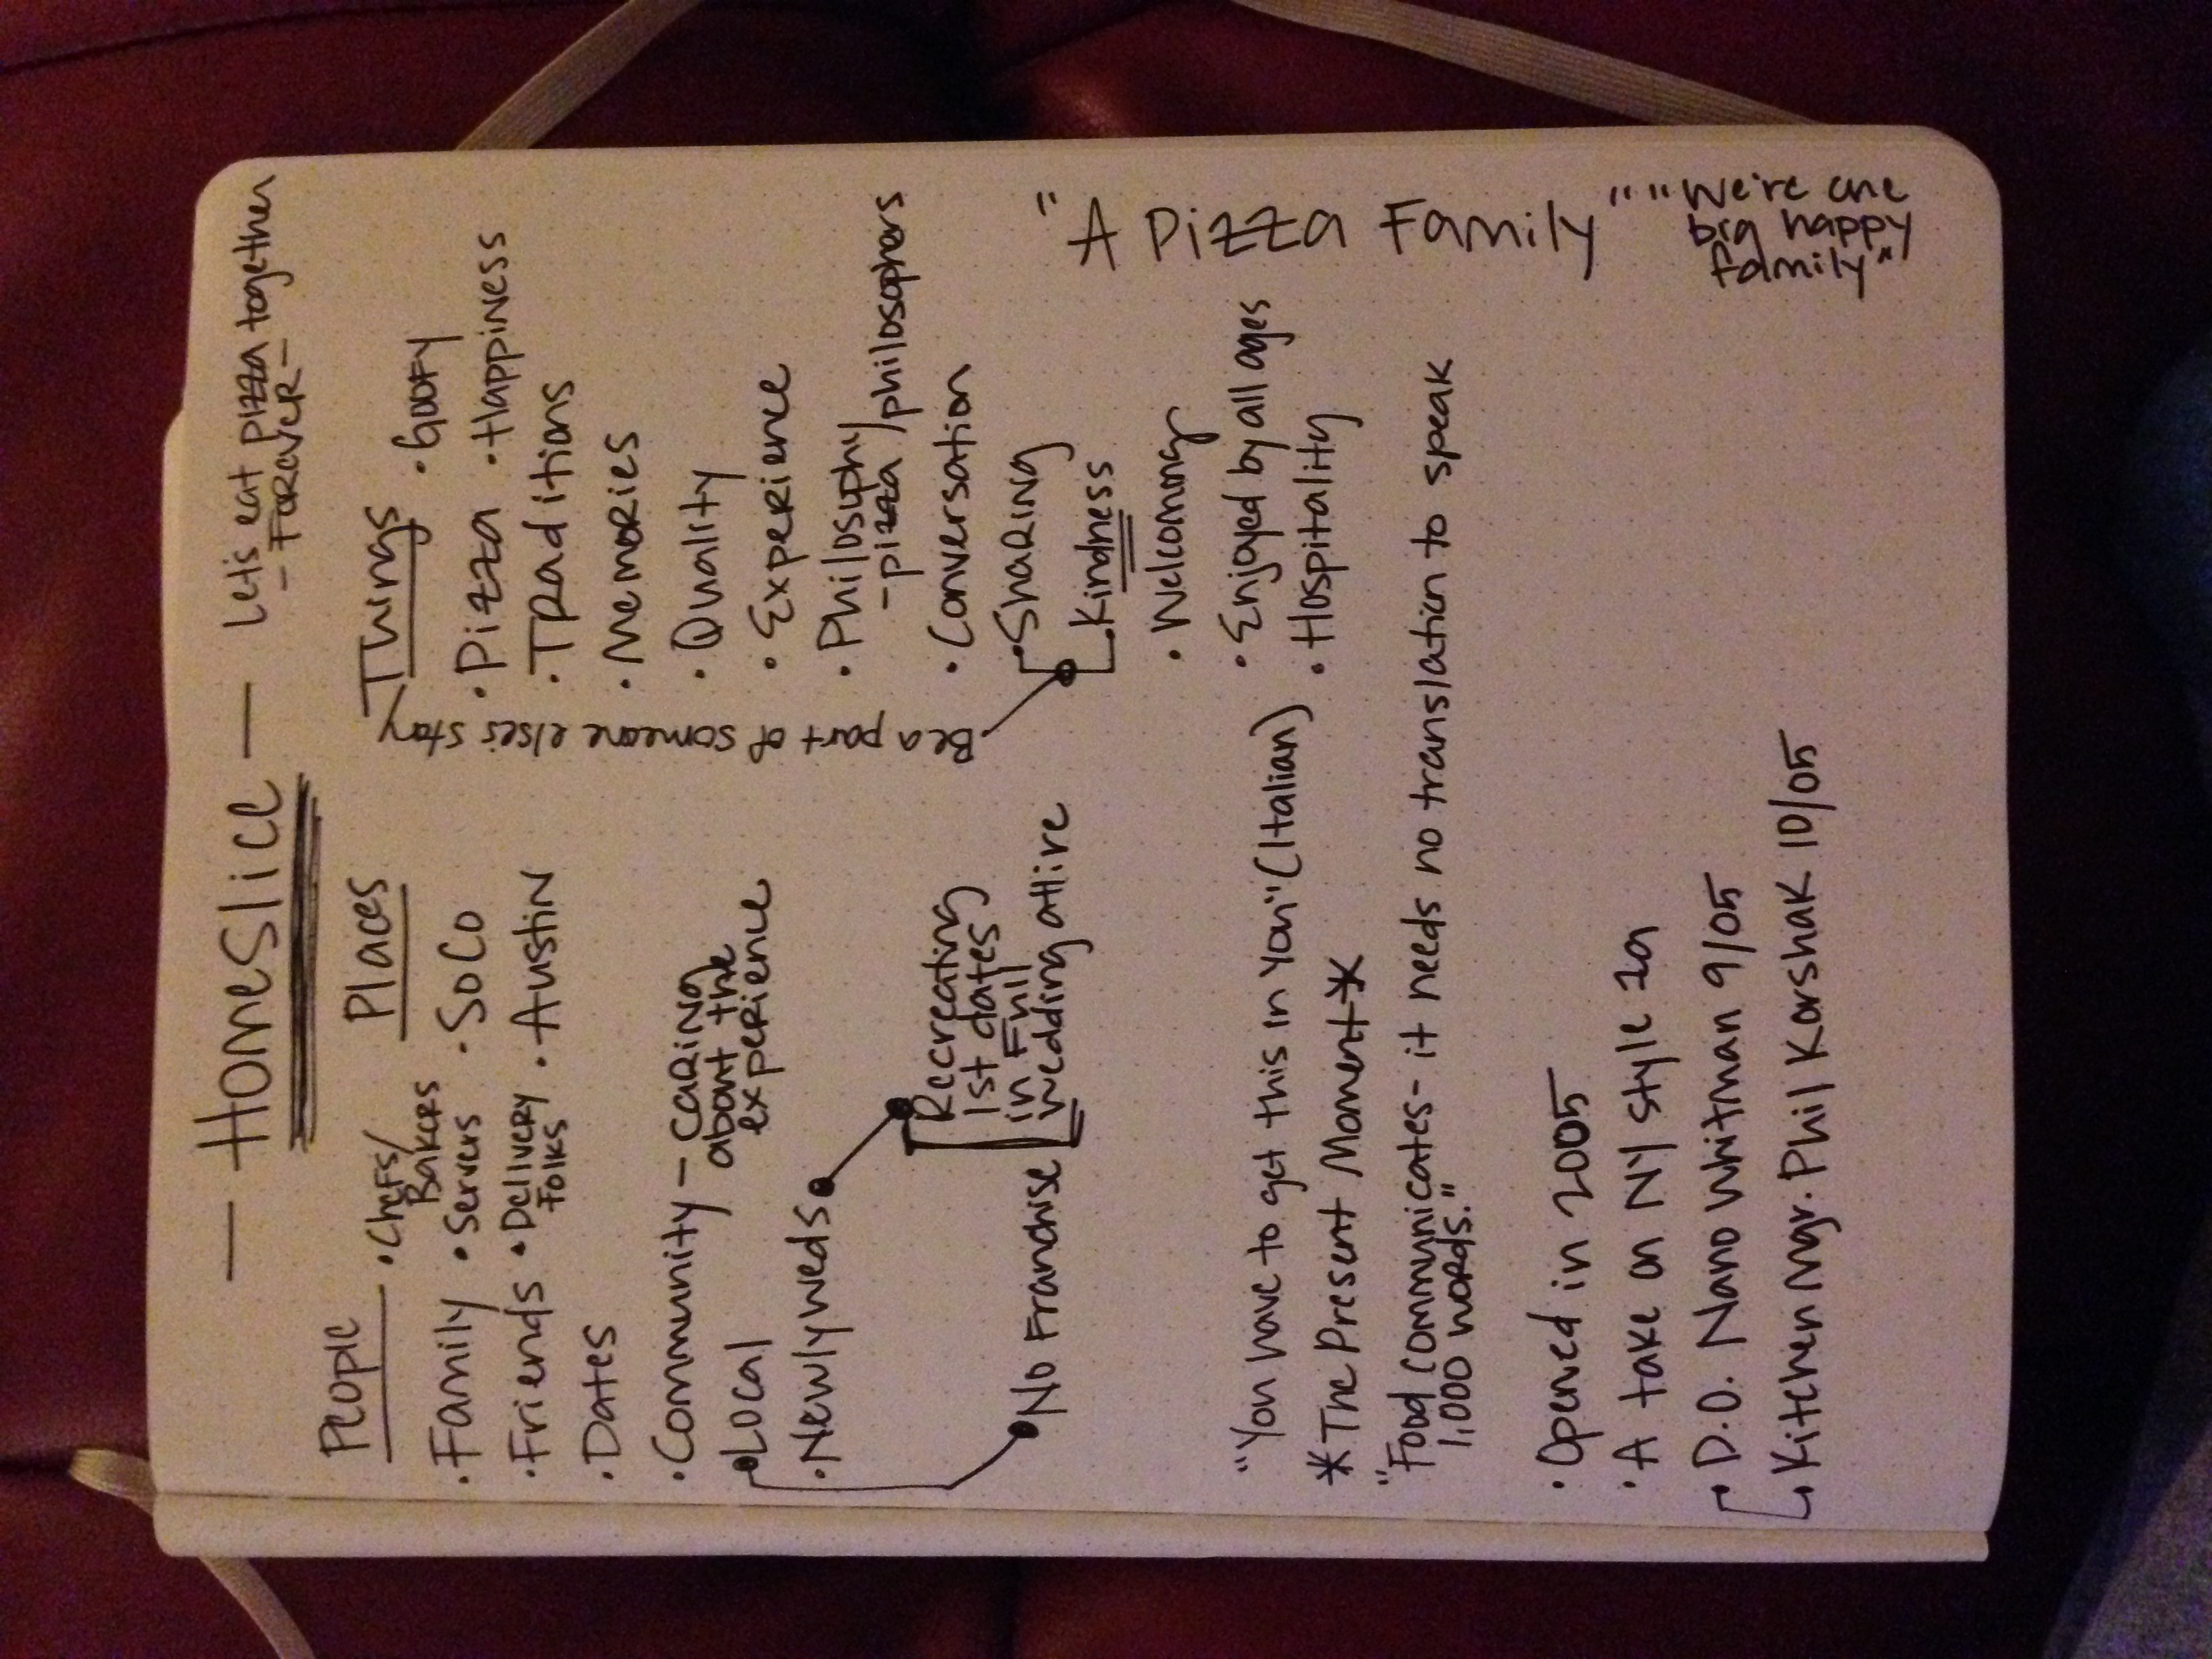 — Homeslice —
Let's eat pizza together
- Forever -
People
• Family
• Friends
• Dates
• Community - caring
about the
experience
• Local
• Newlyweds
• No Franchise
Recreating
1st dates
in Full
wedding attire
• Chefs/
Bakers
• Servers
• Delivery
Folks
Places
• SoCo
• Austin
Be a part of someone else's story
Things
• Pizza
• Traditions
• Memories
• Quality
• Experience
• Philosophy
- pizza / philosophers
• Conversation
• Sharing
• Kindness
• Welcoming
• Enjoyed by all ages
• Hospitality
• Goofy
• Happiness
"You have to get this in you" (Italian)
* The Present Moment *
"Food communicates - it needs no translation to speak
1,000 words."
• Opened in 2005
• A take on NY style za
• D.O. Nano Whitman 9/05
• Kitchen Mgr. Phil Korshak 10/05
"A Pizza Family"
"We're one
big happy
family"